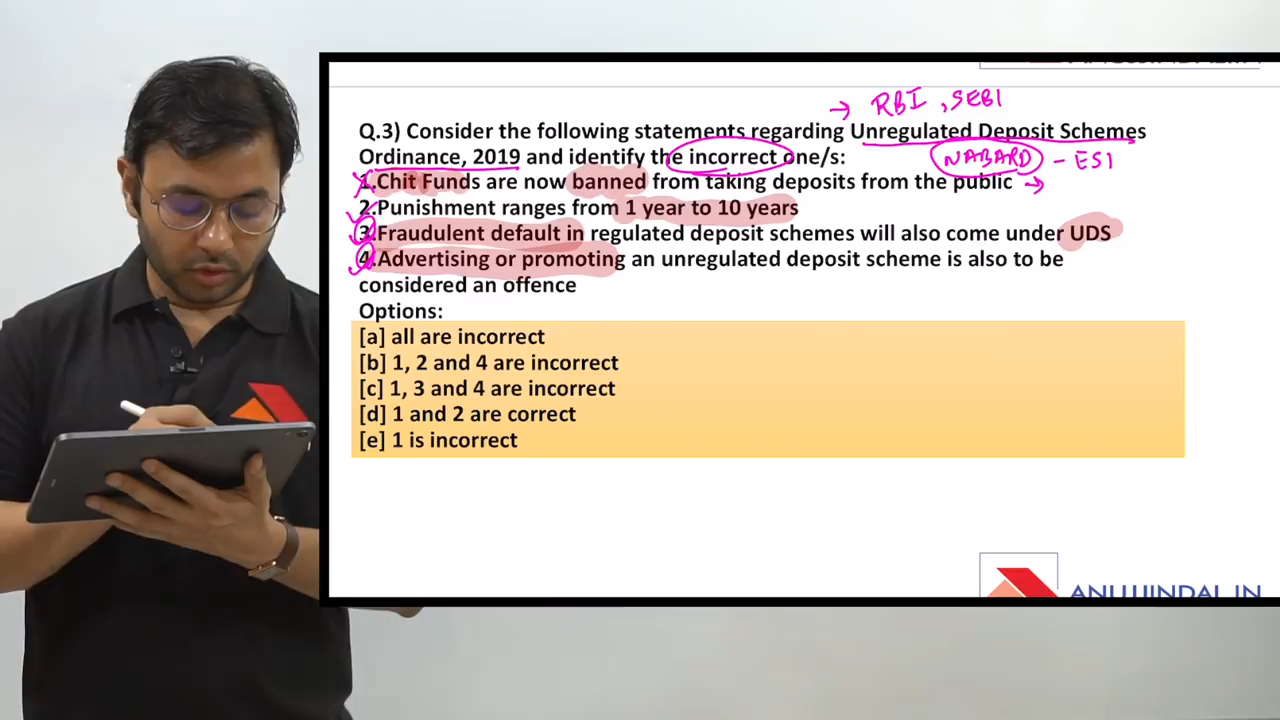 → RBI, SEBI
Q.3) Consider the following statements regarding Unregulated Deposit Schemes
Ordinance, 2019 and identify the incorrect one/s:
NABARD - ESI
1.Chit Funds are now banned from taking deposits from the public →
2.Punishment ranges from 1 year to 10 years
3.Fraudulent default in regulated deposit schemes will also come under UDS
4.Advertising or promoting an unregulated deposit scheme is also to be
considered an offence
Options:
[a] all are incorrect
[b] 1, 2 and 4 are incorrect
[c] 1, 3 and 4 are incorrect
[d] 1 and 2 are correct
[e] 1 is incorrect
ANUJJINDAL.IN